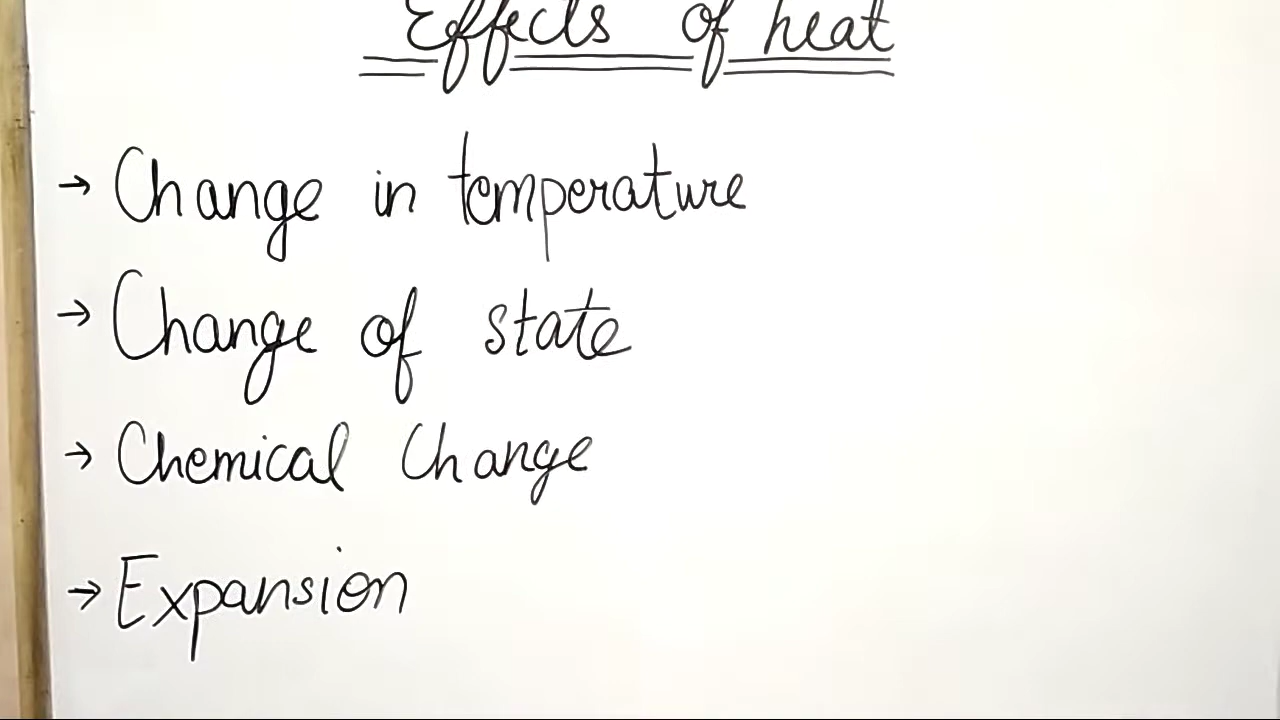 Effects of heat
→ Change in temperature
→ Change of state
→ Chemical Change
→ Expansion